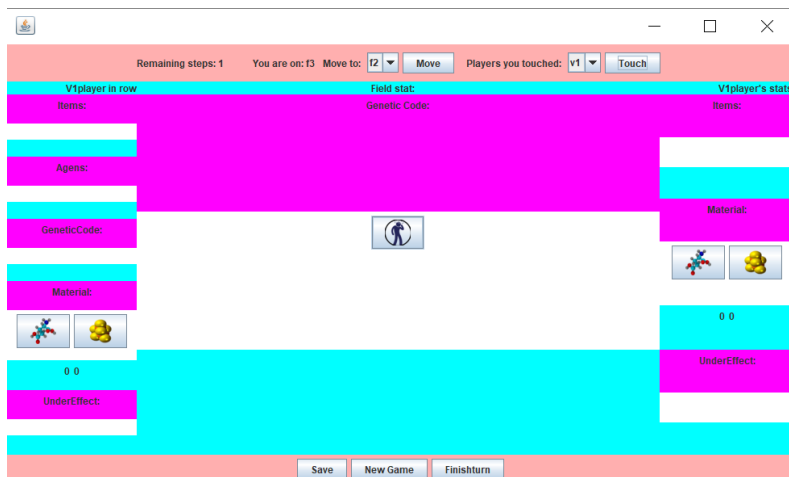 Remaining steps: 1 You are on: f3 Move to: f2 Move Players you touched: v1 Touch
V1player in row Field stat: V1player's stats
Items: Genetic Code: Items:
Agens:
Material:
GeneticCode:
Material:
0 0
UnderEffect:
0 0
UnderEffect:
Save New Game Finishturn